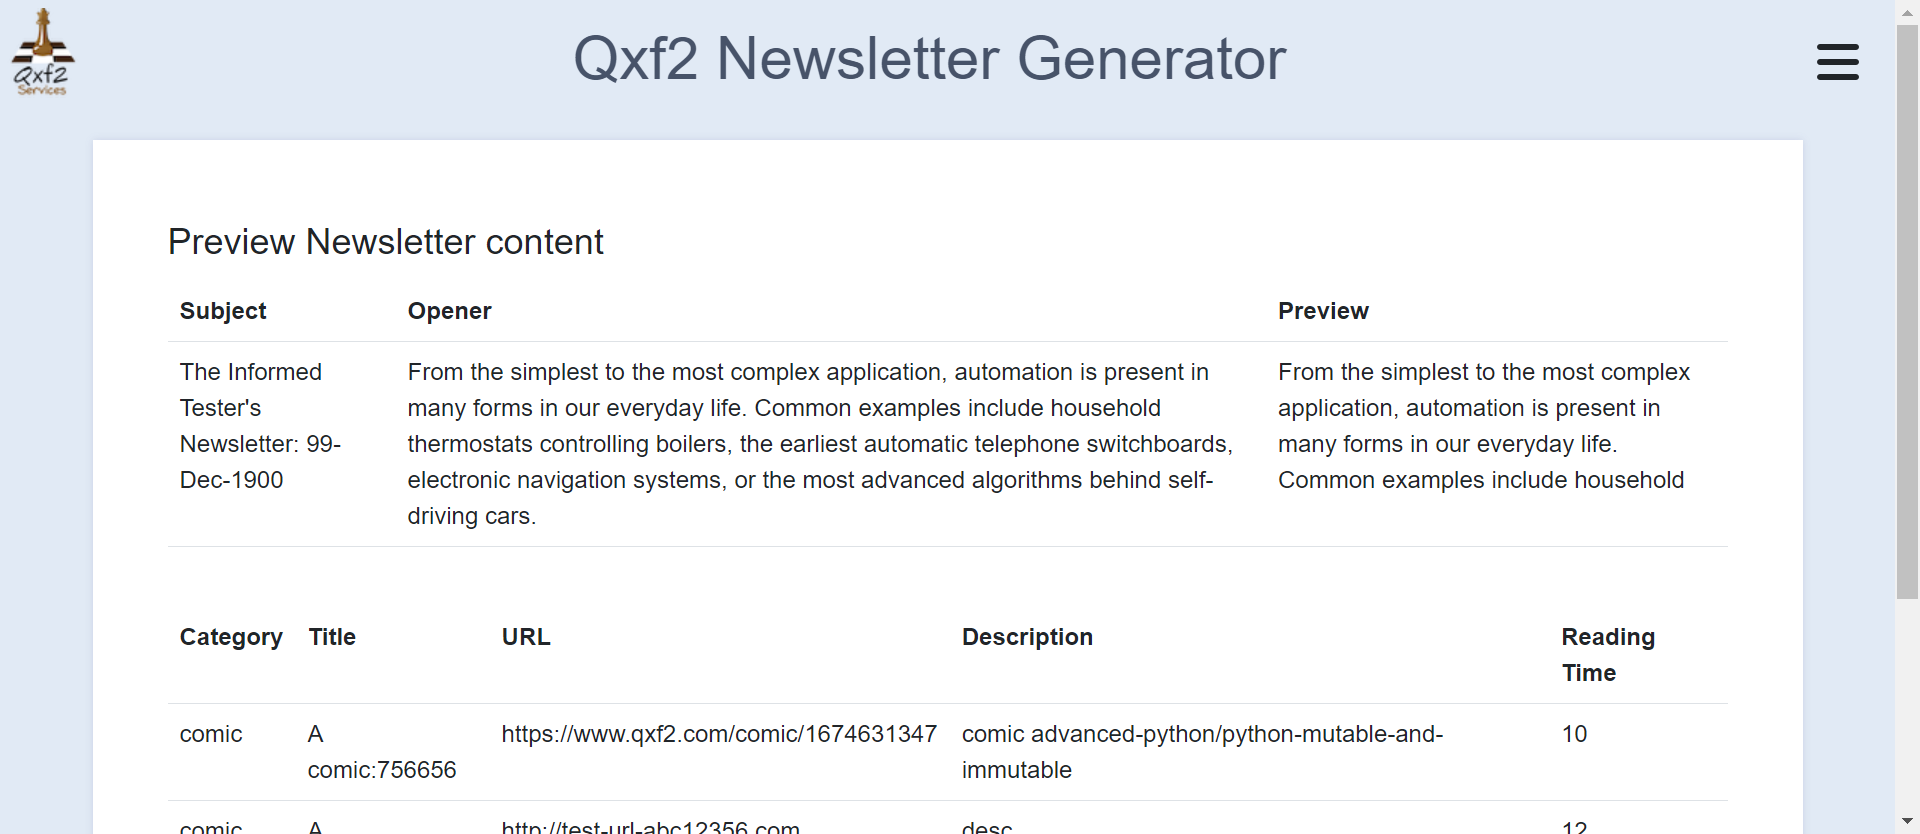 Qxf2
Services
Qxf2 Newsletter Generator
Preview Newsletter content
Subject Opener Preview
The Informed
Tester's
Newsletter: 99-
Dec-1900
From the simplest to the most complex application, automation is present in
many forms in our everyday life. Common examples include household
thermostats controlling boilers, the earliest automatic telephone switchboards,
electronic navigation systems, or the most advanced algorithms behind self-
driving cars.
From the simplest to the most complex
application, automation is present in
many forms in our everyday life.
Common examples include household
Category Title URL Description Reading
Time
comic
A
comic:756656
https://www.qxf2.com/comic/1674631347
comic advanced-python/python-mutable-and-
immutable
10
comic A http://test-url-abc12356.com desc 12